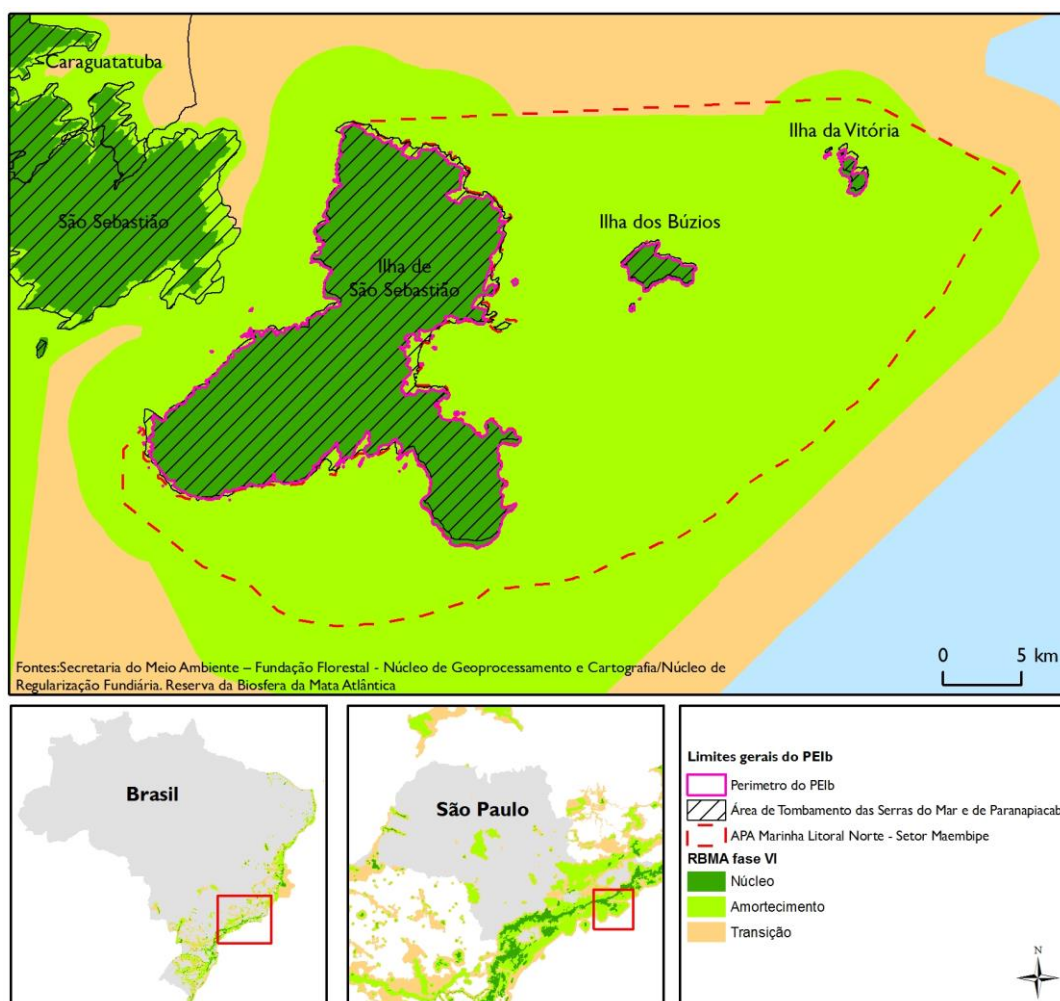 Caraguatatuba
Ilha da Vitória
São Sebastião
Ilha dos Búzios
Ilha de
São Sebastião
Fontes:Secretaria do Meio Ambiente – Fundação Florestal - Núcleo de Geoprocessamento e Cartografia/Núcleo de
Regularização Fundiária. Reserva da Biosfera da Mata Atlântica
0 5 km
Brasil
São Paulo
Limites gerais do PEIb
Perimetro do PEIb
Área de Tombamento das Serras do Mar e de Paranapiacab
APA Marinha Litoral Norte - Setor Maembipe
RBMA fase VI
Núcleo
Amortecimento
Transição
N